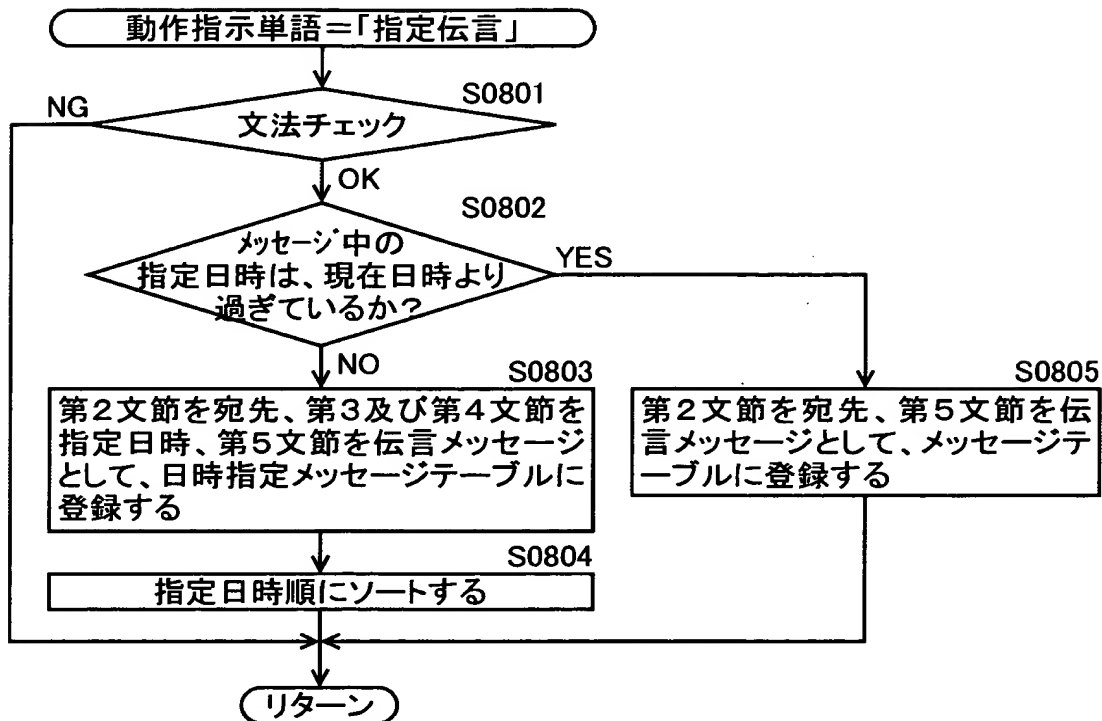 動作指示単語=「指定伝言」
S0801
NG
文法チェック
OK
S0802
メッセージ中の
指定日時は、現在日時より
過ぎているか?
YES
NO
S0803
第2文節を宛先、第3及び第4文節を
指定日時、第5文節を伝言メッセージ
として、日時指定メッセージテーブルに
登録する
S0805
第2文節を宛先、第5文節を伝
言メッセージとして、メッセージテ
ーブルに登録する
S0804
指定日時順にソートする
リターン